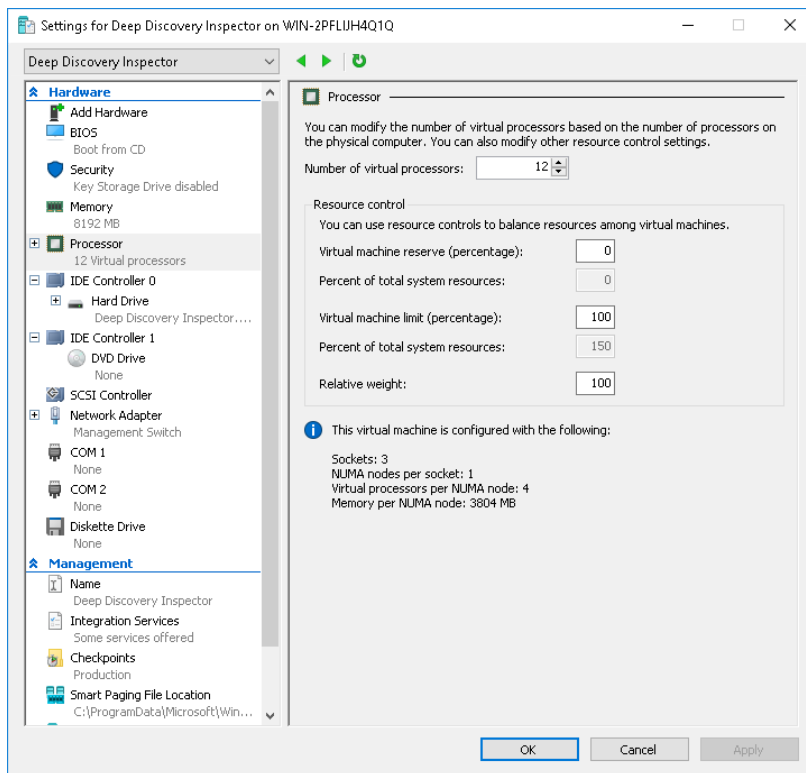 Settings for Deep Discovery Inspector on WIN-2PFLIJH4Q1Q
Deep Discovery Inspector
Hardware
Add Hardware
BIOS
Boot from CD
Security
Key Storage Drive disabled
Memory
8192 MB
Processor
12 Virtual processors
IDE Controller 0
Hard Drive
Deep Discovery Inspector....
IDE Controller 1
DVD Drive
None
SCSI Controller
Network Adapter
Management Switch
COM 1
None
COM 2
None
Diskette Drive
None
Management
Name
Deep Discovery Inspector
Integration Services
Some services offered
Checkpoints
Production
Smart Paging File Location
C:\ProgramData\Microsoft\Win...
Processor
You can modify the number of virtual processors based on the number of processors on
the physical computer. You can also modify other resource control settings.
Number of virtual processors: 12
Resource control
You can use resource controls to balance resources among virtual machines.
Virtual machine reserve (percentage): 0
Percent of total system resources: 0
Virtual machine limit (percentage): 100
Percent of total system resources: 150
Relative weight: 100
This virtual machine is configured with the following:
Sockets: 3
NUMA nodes per socket: 1
Virtual processors per NUMA node: 4
Memory per NUMA node: 3804 MB
OK Cancel Apply